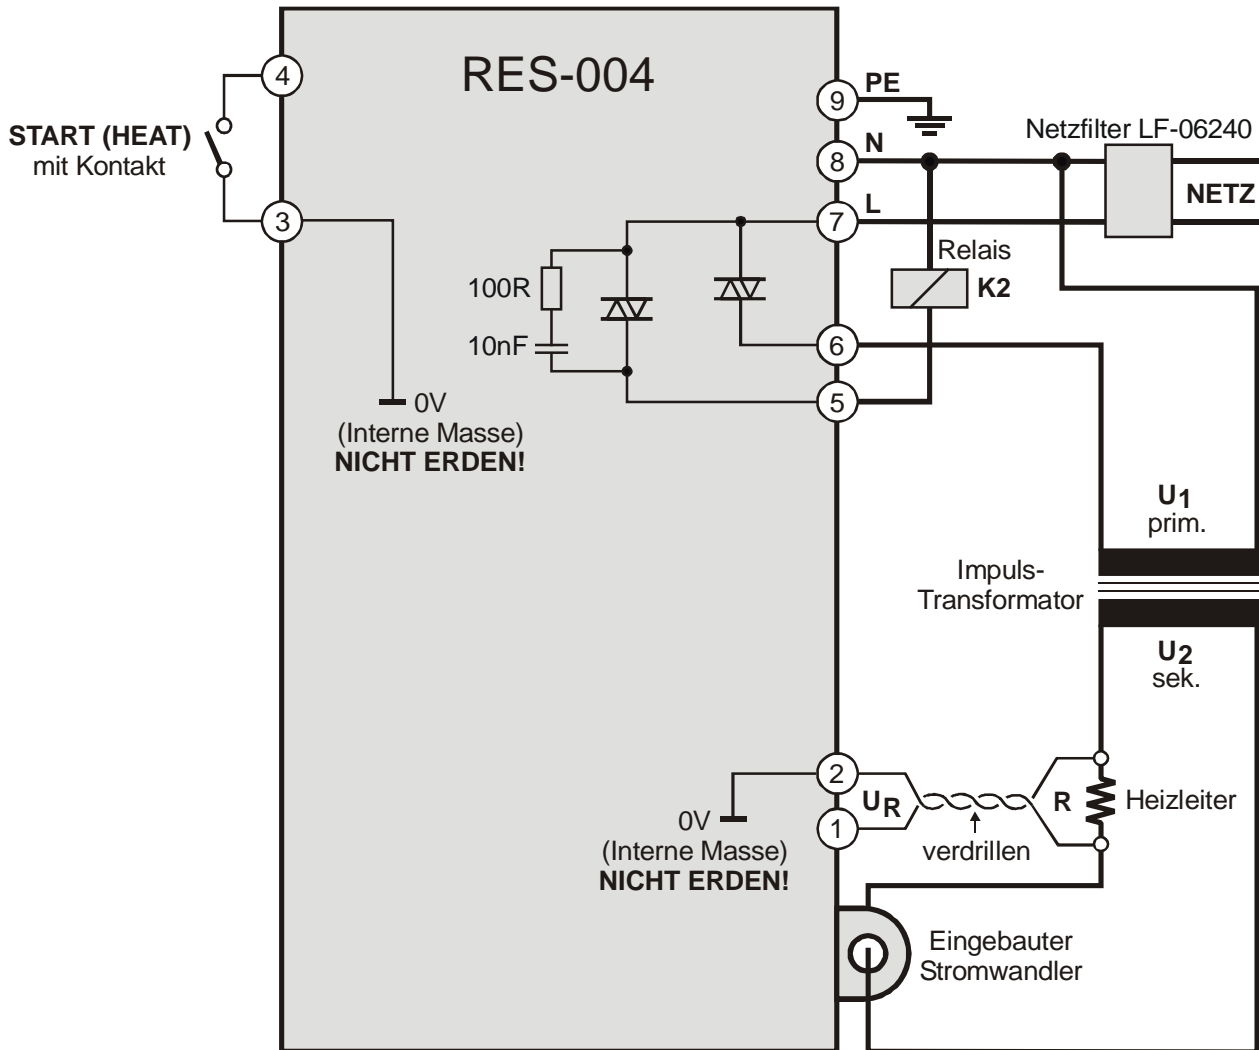 RES-004
4
START (HEAT)
mit Kontakt
3
9
PE
8
N
7
L
Netzfilter LF-06240
NETZ
Relais
K2
100R
10nF
6
5
0V
(Interne Masse)
NICHT ERDEN!
U1
prim.
Impuls-
Transformator
U2
sek.
2
1
UR
verdrillen
R
Heizleiter
0V
(Interne Masse)
NICHT ERDEN!
Eingebauter
Stromwandler